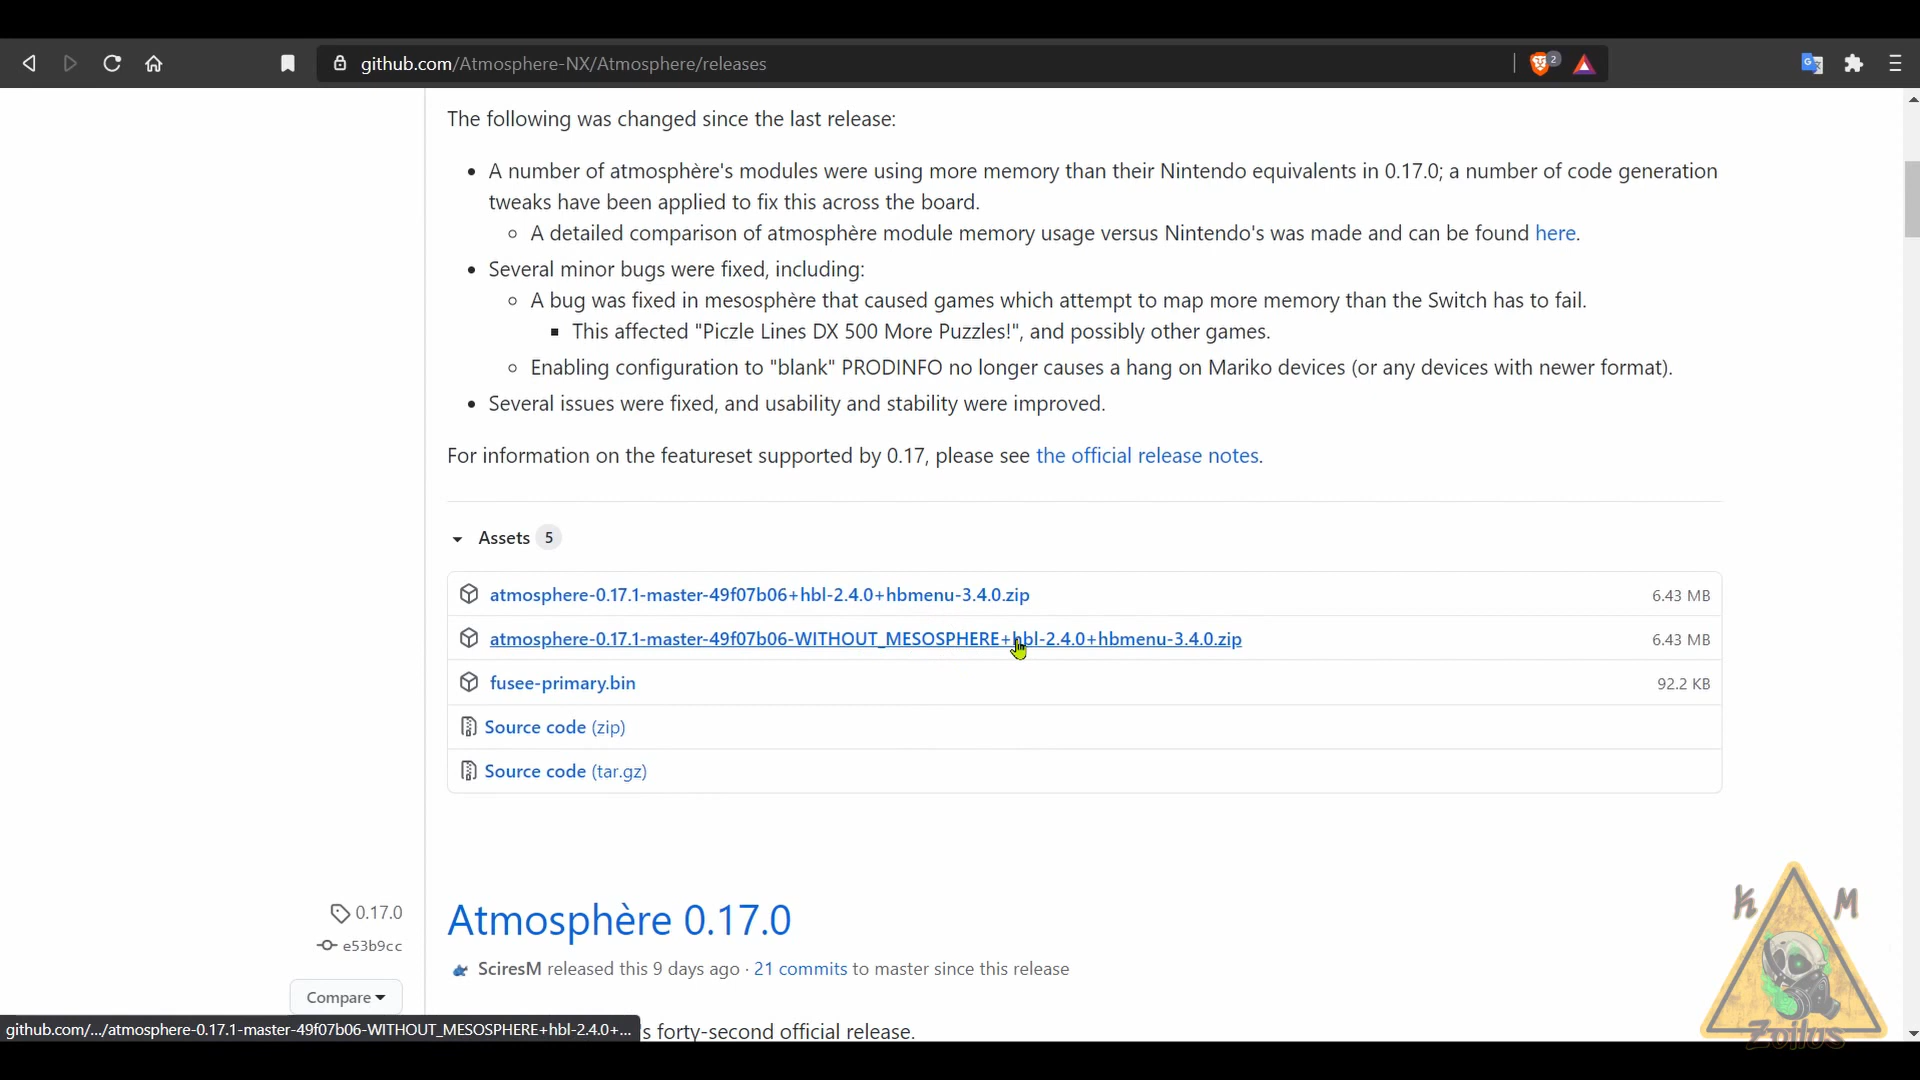 github.com/Atmosphere-NX/Atmosphere/releases
2
The following was changed since the last release:
• A number of atmosphère's modules were using more memory than their Nintendo equivalents in 0.17.0; a number of code generation
tweaks have been applied to fix this across the board.
A detailed comparison of atmosphère module memory usage versus Nintendo's was made and can be found here.
• Several minor bugs were fixed, including:
A bug was fixed in mesosphère that caused games which attempt to map more memory than the Switch has to fail.
This affected "Piczle Lines DX 500 More Puzzles!", and possibly other games.
Enabling configuration to "blank" PRODINFO no longer causes a hang on Mariko devices (or any devices with newer format).
• Several issues were fixed, and usability and stability were improved.
For information on the featureset supported by 0.17, please see the official release notes.
Assets 5
atmosphere-0.17.1-master-49f07b06+hbl-2.4.0+hbmenu-3.4.0.zip 6.43 MB
atmosphere-0.17.1-master-49f07b06-WITHOUT_MESOSPHERE+hbl-2.4.0+hbmenu-3.4.0.zip 6.43 MB
fusee-primary.bin 92.2 KB
Source code (zip)
Source code (tar.gz)
0.17.0
e53b9cc
Compare
Atmosphère 0.17.0
SciresM released this 9 days ago · 21 commits to master since this release
's forty-second official release.
github.com/.../atmosphere-0.17.1-master-49f07b06-WITHOUT_MESOSPHERE+hbl-2.4.0+...
K M
Zoilus